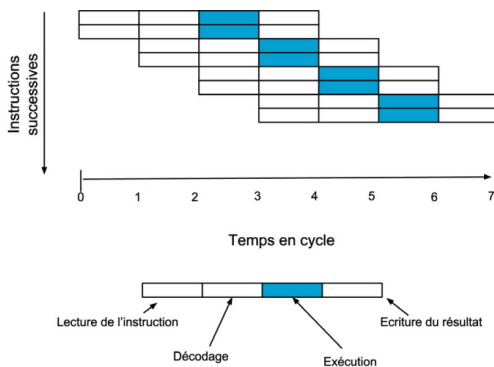 Instructions
successives
0 1 2 3 4 5 6 7
Temps en cycle
Lecture de l'instruction
Ecriture du résultat
Décodage
Exécution